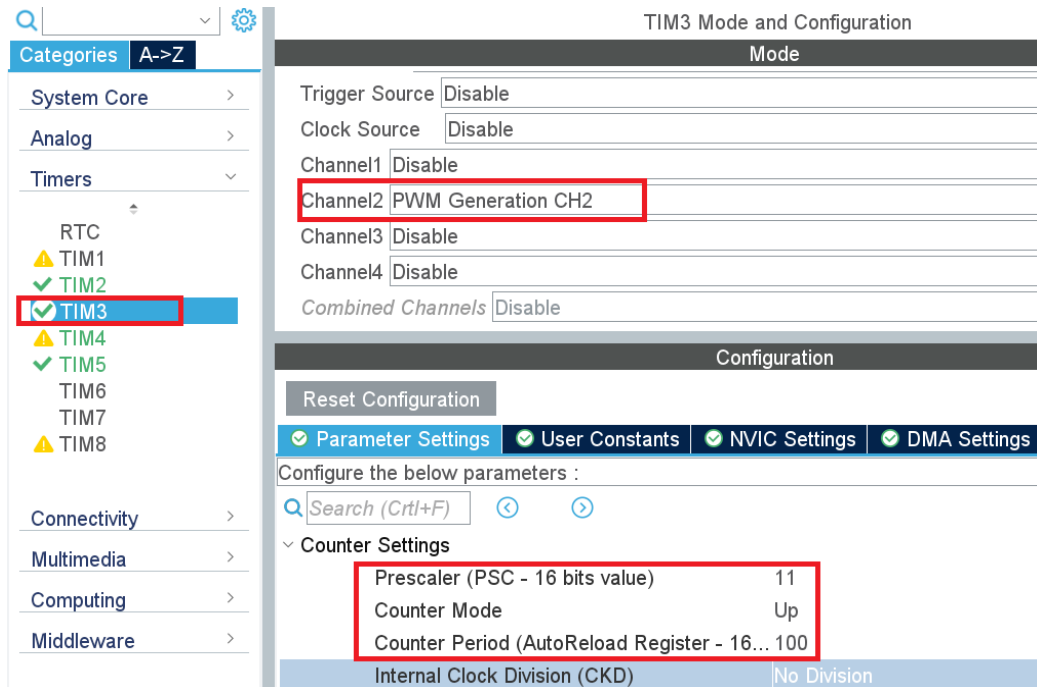 TIM3 Mode and Configuration
Categories A->Z
Mode
System Core
Analog
Timers
RTC
TIM1
TIM2
TIM3
TIM4
TIM5
TIM6
TIM7
TIM8
Connectivity
Multimedia
Computing
Middleware
Trigger Source Disable
Clock Source Disable
Channel1 Disable
Channel2 PWM Generation CH2
Channel3 Disable
Channel4 Disable
Combined Channels Disable
Configuration
Reset Configuration
Parameter Settings User Constants NVIC Settings DMA Settings
Configure the below parameters :
Search (Crtl+F)
Counter Settings
Prescaler (PSC - 16 bits value) 11
Counter Mode Up
Counter Period (AutoReload Register - 16... 100
Internal Clock Division (CKD) No Division